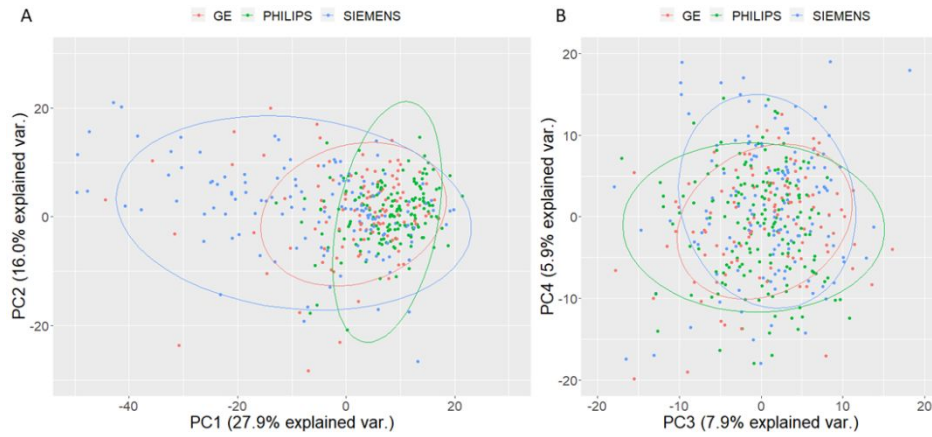 A
GE PHILIPS SIEMENS
20
0
-20
PC2 (16.0% explained var.)
-40 -20 0 20
PC1 (27.9% explained var.)
B
GE PHILIPS SIEMENS
20
10
0
-10
-20
PC4 (5.9% explained var.)
-20 -10 0 10 20
PC3 (7.9% explained var.)